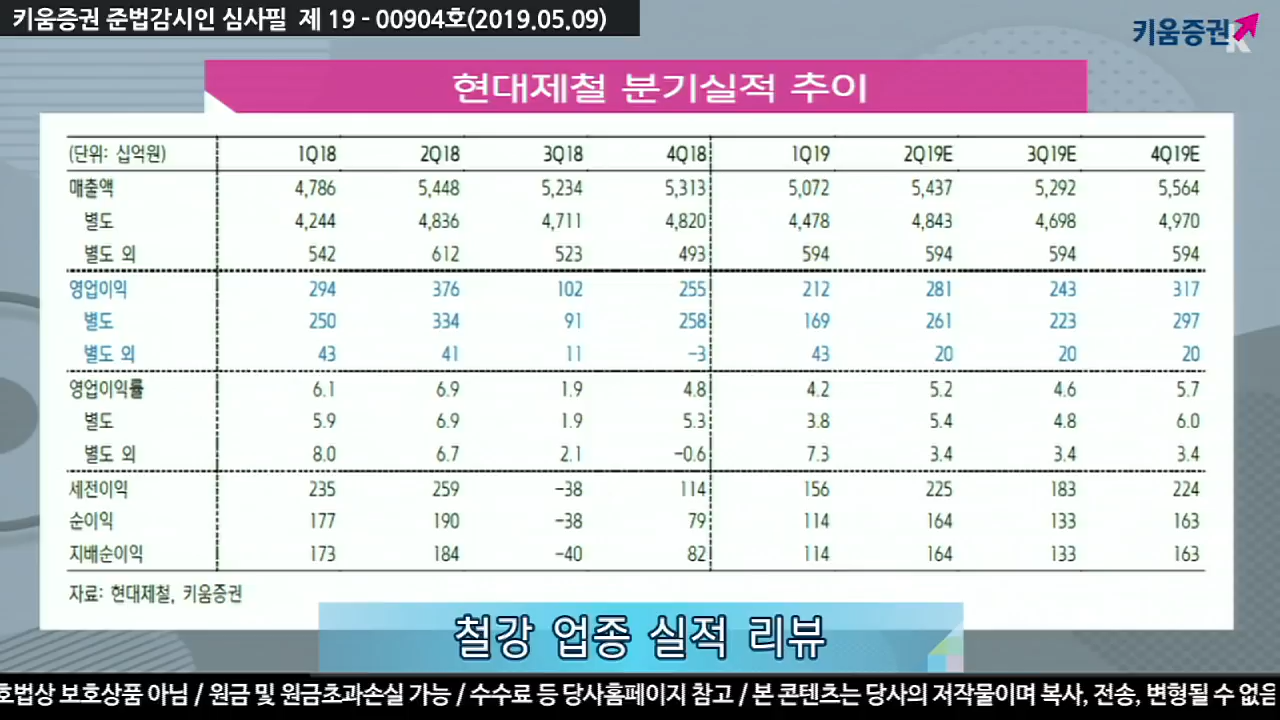 키움증권 준법감시인 심사필 제 19 - 00904호(2019.05.09)
키움증권
K
현대제철 분기실적 추이
(단위: 십억원) 1Q18 2Q18 3Q18 4Q18 1Q19 2Q19E 3Q19E 4Q19E
매출액 4,786 5,448 5,234 5,313 5,072 5,437 5,292 5,564
별도 4,244 4,836 4,711 4,820 4,478 4,843 4,698 4,970
별도 외 542 612 523 493 594 594 594 594
영업이익 294 376 102 255 212 281 243 317
별도 250 334 91 258 169 261 223 297
별도 외 43 41 11 -3 43 20 20 20
영업이익률 6.1 6.9 1.9 4.8 4.2 5.2 4.6 5.7
별도 5.9 6.9 1.9 5.3 3.8 5.4 4.8 6.0
별도 외 8.0 6.7 2.1 -0.6 7.3 3.4 3.4 3.4
세전이익 235 259 -38 114 156 225 183 224
순이익 177 190 -38 79 114 164 133 163
지배순이익 173 184 -40 82 114 164 133 163
자료: 현대제철, 키움증권
철강 업종 실적 리뷰
호법상 보호상품 아님 / 원금 및 원금초과손실 가능 / 수수료 등 당사홈페이지 참고 / 본 콘텐츠는 당사의 저작물이며 복사, 전송, 변형될 수 없음